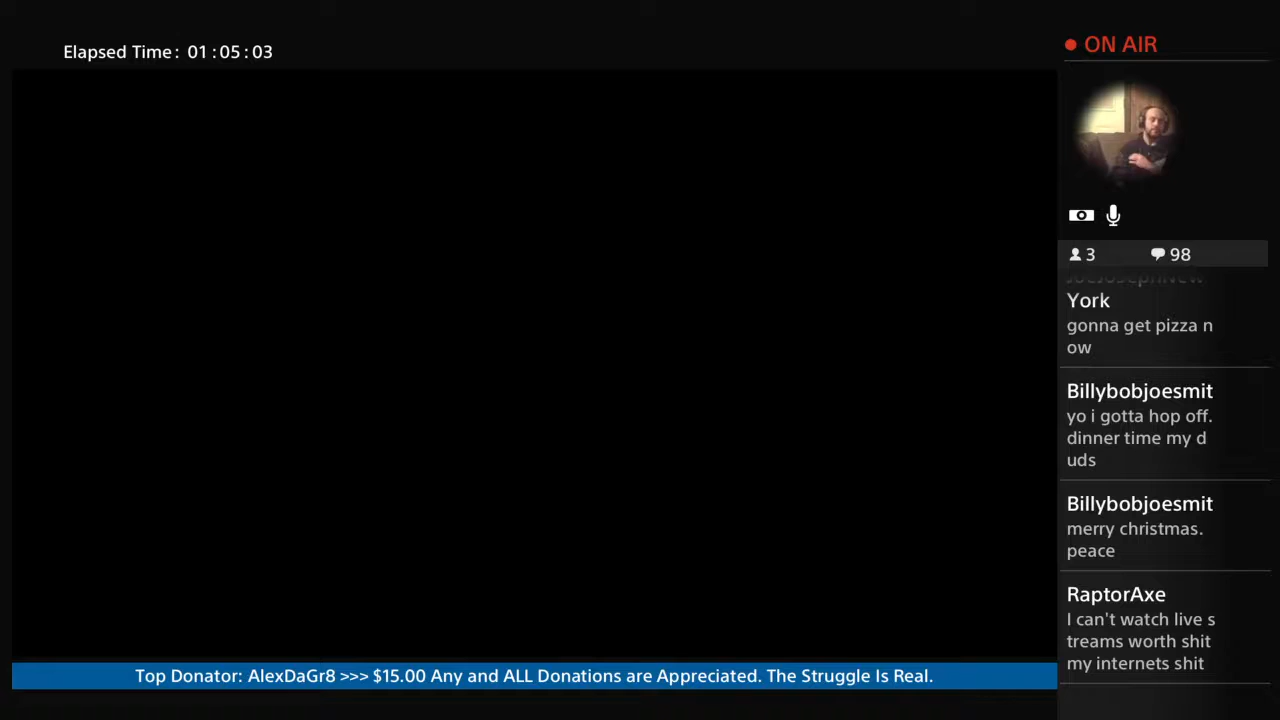 Elapsed Time: 01:05:03
ON AIR
3 98
York
gonna get pizza n
ow
Billybobjoesmit
yo i gotta hop off.
dinner time my d
uds
Billybobjoesmit
merry christmas.
peace
RaptorAxe
I can't watch live s
treams worth shit
my internets shit
Top Donator: AlexDaGr8 >>> $15.00 Any and ALL Donations are Appreciated. The Struggle Is Real.